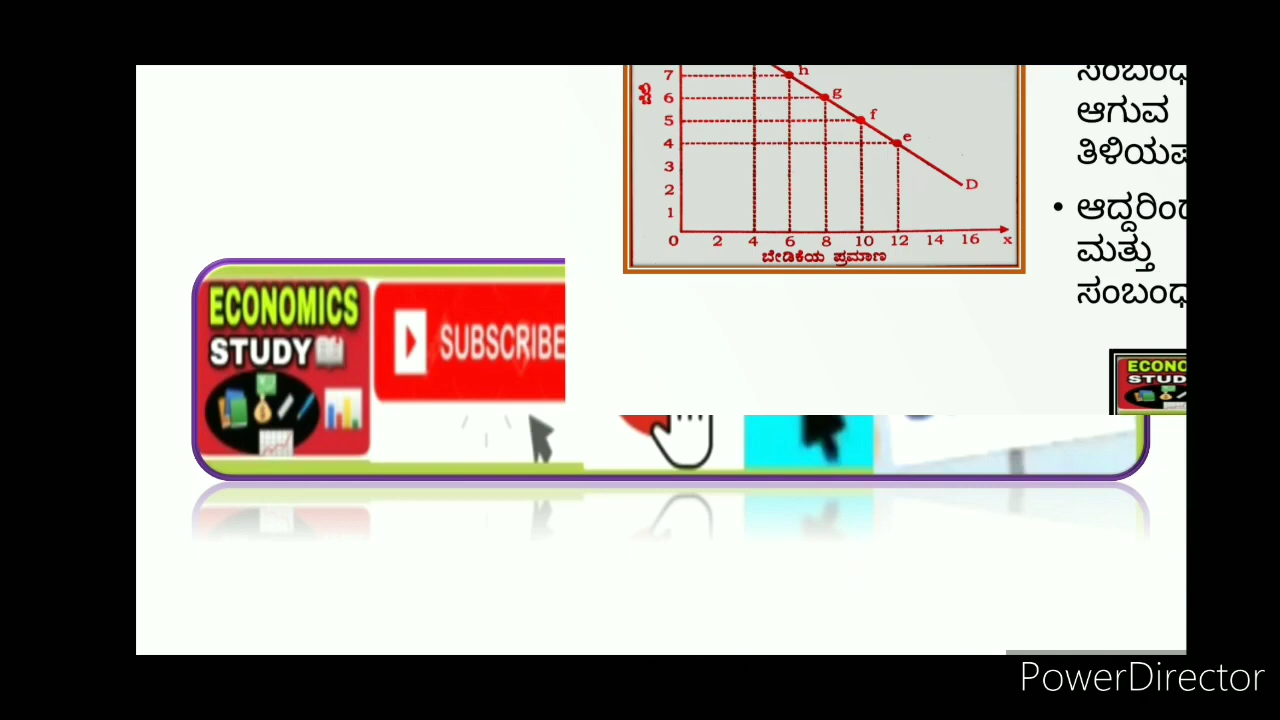 ಬೆಲೆ
7
h
6
g
5
f
4
e
3
2
D
1
0 2 4 6 8 10 12 14 16 x
ಬೇಡಿಕೆಯ ಪ್ರಮಾಣ
ಆಗುವ
• 
ಮತ್ತು
ECONOMICS
STUDY
SUBSCRIBE
PowerDirector